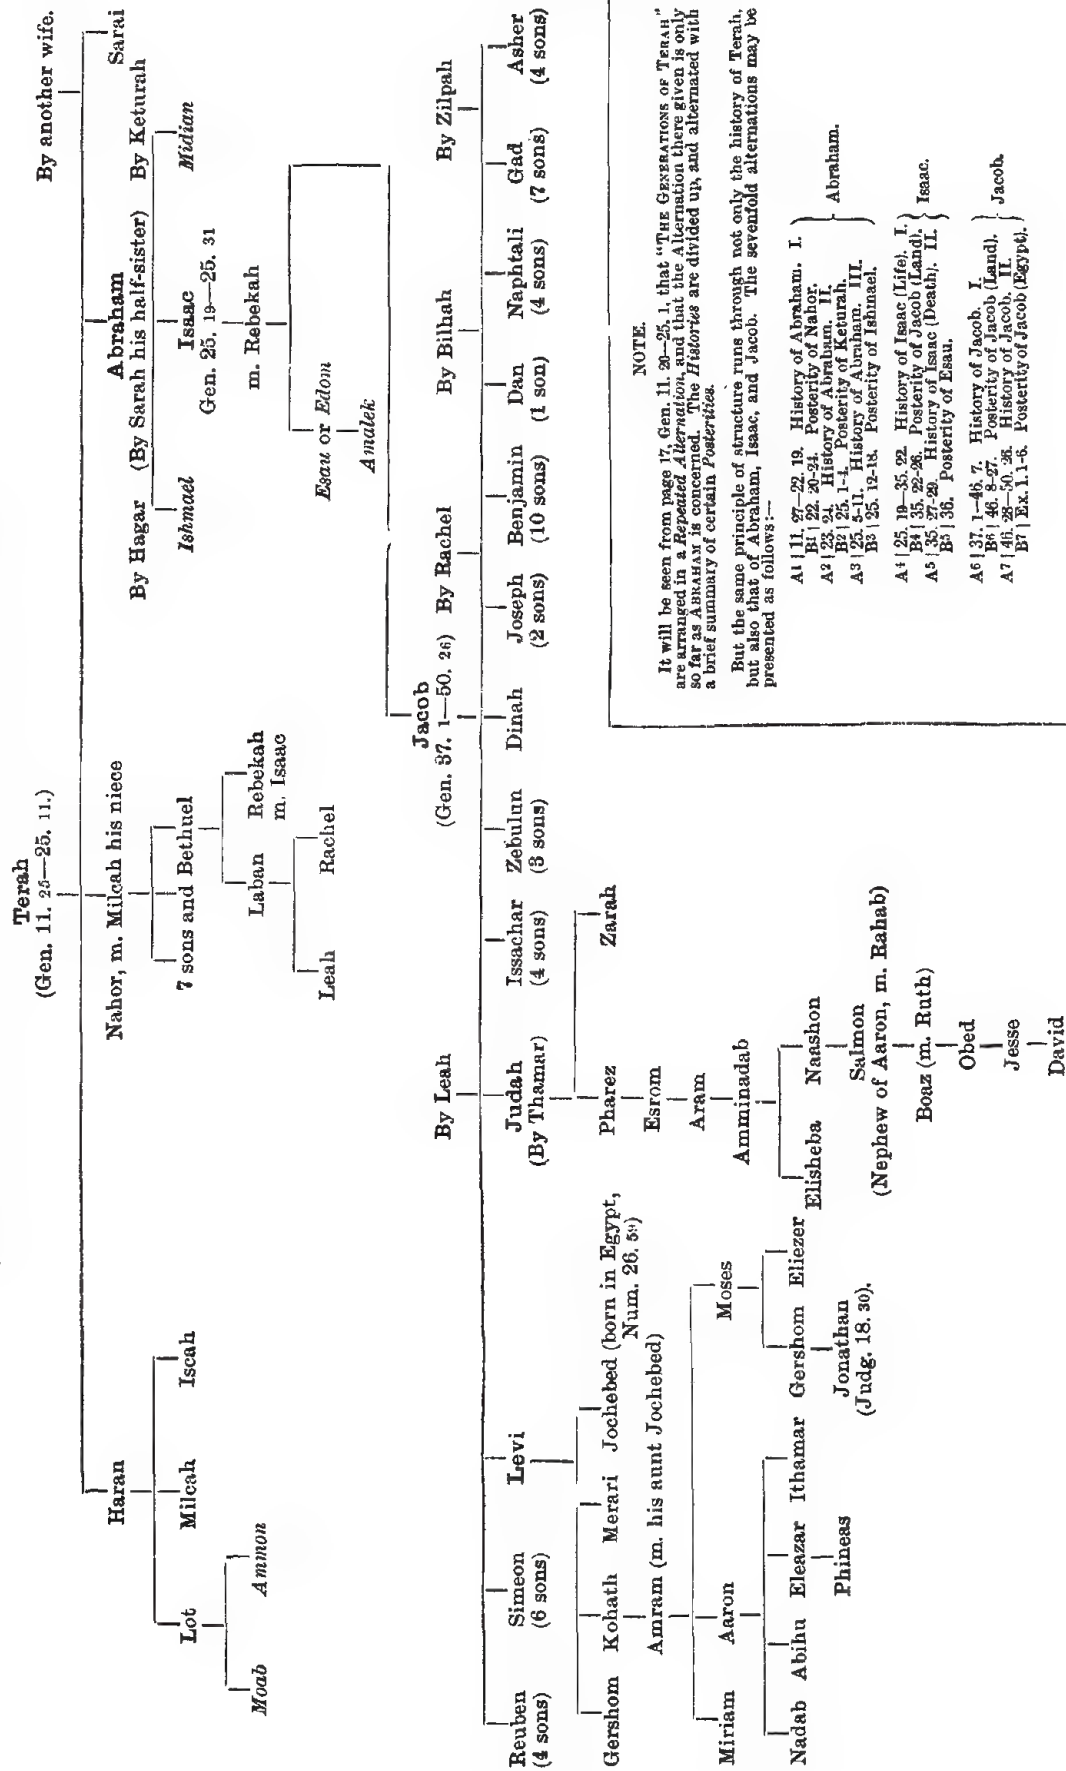 Terah
(Gen. 11. 25—25. 11.)
By another wife.
Haran
Nahor, m. Milcah his niece
Abraham
Sarai
By Hagar (By Sarah his half-sister) By Keturah
Lot
Milcah
Iscah
7 sons and Bethuel
Ishmael
Isaac
Midian
Gen. 25. 19—25. 31
Moab
Ammon
Laban
Rebekah
m. Isaac
m. Rebekah
Leah
Rachel
Esau or Edom
Amalek
Jacob
(Gen. 37. 1—50. 26)
By Leah
By Rachel
By Bilhah
By Zilpah
Reuben
(4 sons)
Simeon
(6 sons)
Levi
Judah
(By Thamar)
Issachar
(4 sons)
Zebulun
(3 sons)
Dinah
Joseph
(2 sons)
Benjamin
(10 sons)
Dan
(1 son)
Naphtali
(4 sons)
Gad
(7 sons)
Asher
(4 sons)
Gershom Kohath Merari Jochebed (born in Egypt,
Num. 26. 59)
Pharez
Zarah
Amram (m. his aunt Jochebed)
Esrom
Aram
Miriam
Aaron
Moses
Amminadab
Nadab Abihu Eleazar Ithamar Gershom Eliezer
Elisheba
Naashon
Phineas
Jonathan
(Judg. 18. 30).
Salmon
(Nephew of Aaron, m. Rahab)
Boaz (m. Ruth)
Obed
Jesse
David
NOTE.
It will be seen from page 17, Gen. 11. 20—25. 1, that "THE GENERATIONS OF TERAH"
are arranged in a Repeated Alternation, and that the Alternation there given is only
so far as ABRAHAM is concerned. The Histories are divided up, and alternated with
a brief summary of certain Posterities.
But the same principle of structure runs through not only the history of Terah,
but also that of Abraham, Isaac, and Jacob. The sevenfold alternations may be
presented as follows:—
A1 | 11. 27—22. 19. History of Abraham. I.
B1 | 22. 20-24. Posterity of Nahor.
A2 | 23. 24. History of Abraham. II.
B2 | 25. 1-4. Posterity of Keturah.
A3 | 25. 5-11. History of Abraham. III.
B3 | 25. 12-18. Posterity of Ishmael.
Abraham.
A4 | 25. 19—35. 22. History of Isaac (Life). I.
B4 | 35. 22-26. Posterity of Jacob (Land).
A5 | 35. 27-29. History of Isaac (Death). II.
B5 | 36. Posterity of Esau.
Isaac.
A6 | 37. 1—46. 7. History of Jacob. I.
B6 | 46. 8-27. Posterity of Jacob (Land).
A7 | 46. 28—50. 26. History of Jacob. II.
B7 | Ex. 1. 1-6. Posterity of Jacob (Egypt).
Jacob.